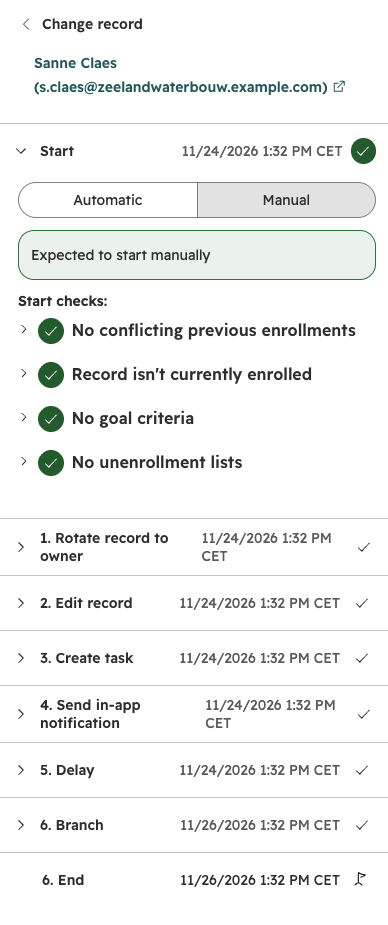 Change record
Sanne Claes
(s.claes@zeelandwaterbouw.example.com)
Start 11/24/2026 1:32 PM CET
Automatic Manual
Expected to start manually
Start checks:
No conflicting previous enrollments
Record isn't currently enrolled
No goal criteria
No unenrollment lists
1. Rotate record to 11/24/2026 1:32 PM
owner CET
2. Edit record 11/24/2026 1:32 PM CET
3. Create task 11/24/2026 1:32 PM CET
4. Send in-app 11/24/2026 1:32 PM
notification CET
5. Delay 11/24/2026 1:32 PM CET
6. Branch 11/26/2026 1:32 PM CET
6. End 11/26/2026 1:32 PM CET